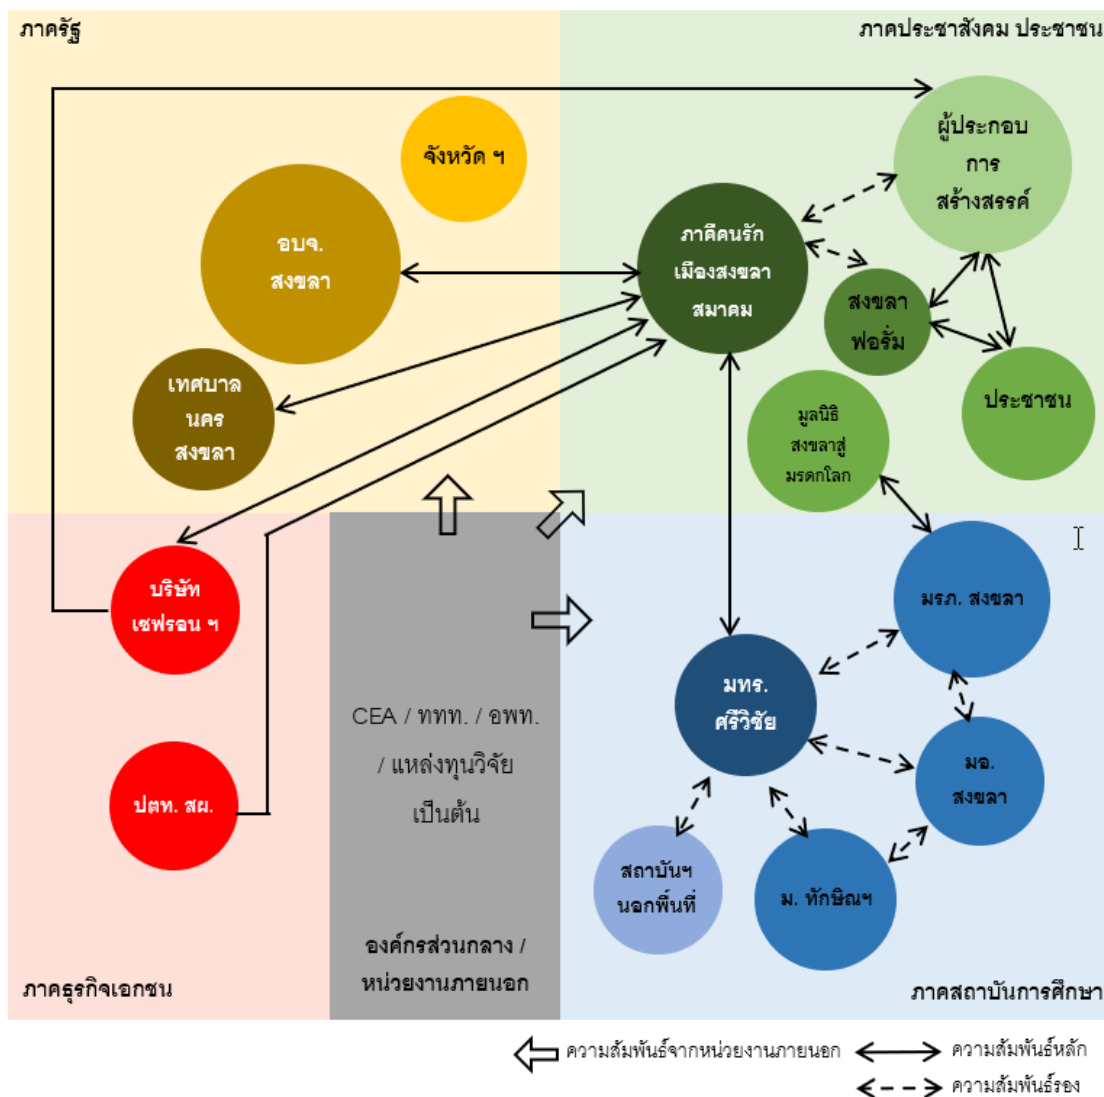 ภาครัฐ
ภาคประชาสังคม ประชาชน
จังหวัด ฯ
อบจ.
สงขลา
เทศบาล
นคร
สงขลา
ภาคีคนรัก
เมืองสงขลา
สมาคม
ผู้ประกอบ
การ
สร้างสรรค์
สงขลา
ฟอรั่ม
ประชาชน
มูลนิธิ
สงขลาสู่
มรดกโลก
บริษัท
เชฟรอน ฯ
ปตท. สผ.
ภาคธุรกิจเอกชน
CEA / ททท. / อพท.
/ แหล่งทุนวิจัย
เป็นต้น
องค์กรส่วนกลาง /
หน่วยงานภายนอก
มรภ. สงขลา
มทร.
ศรีวิชัย
มอ.
สงขลา
สถาบันฯ
นอกพื้นที่
ม. ทักษิณฯ
ภาคสถาบันการศึกษา
ความสัมพันธ์จากหน่วยงานภายนอก
ความสัมพันธ์หลัก
ความสัมพันธ์รอง